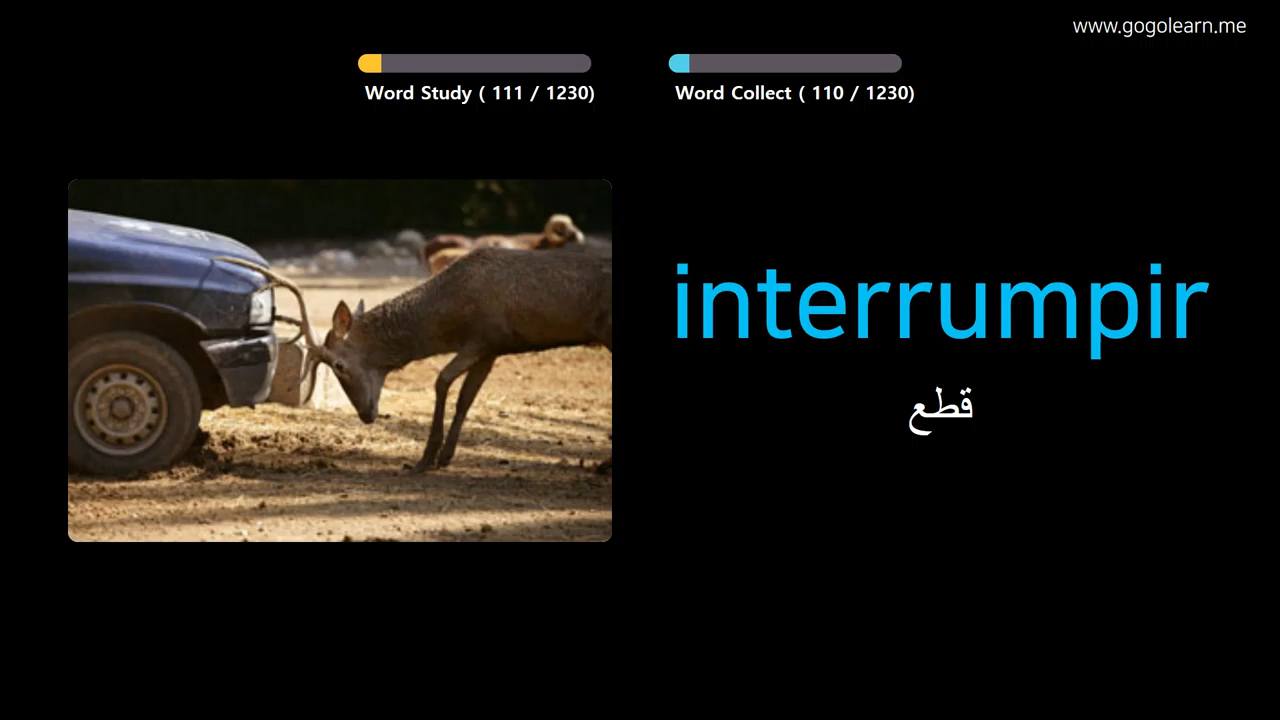 www.gogolearn.me
Word Study ( 111 / 1230)
Word Collect ( 110 / 1230)
interrumpir
قطع